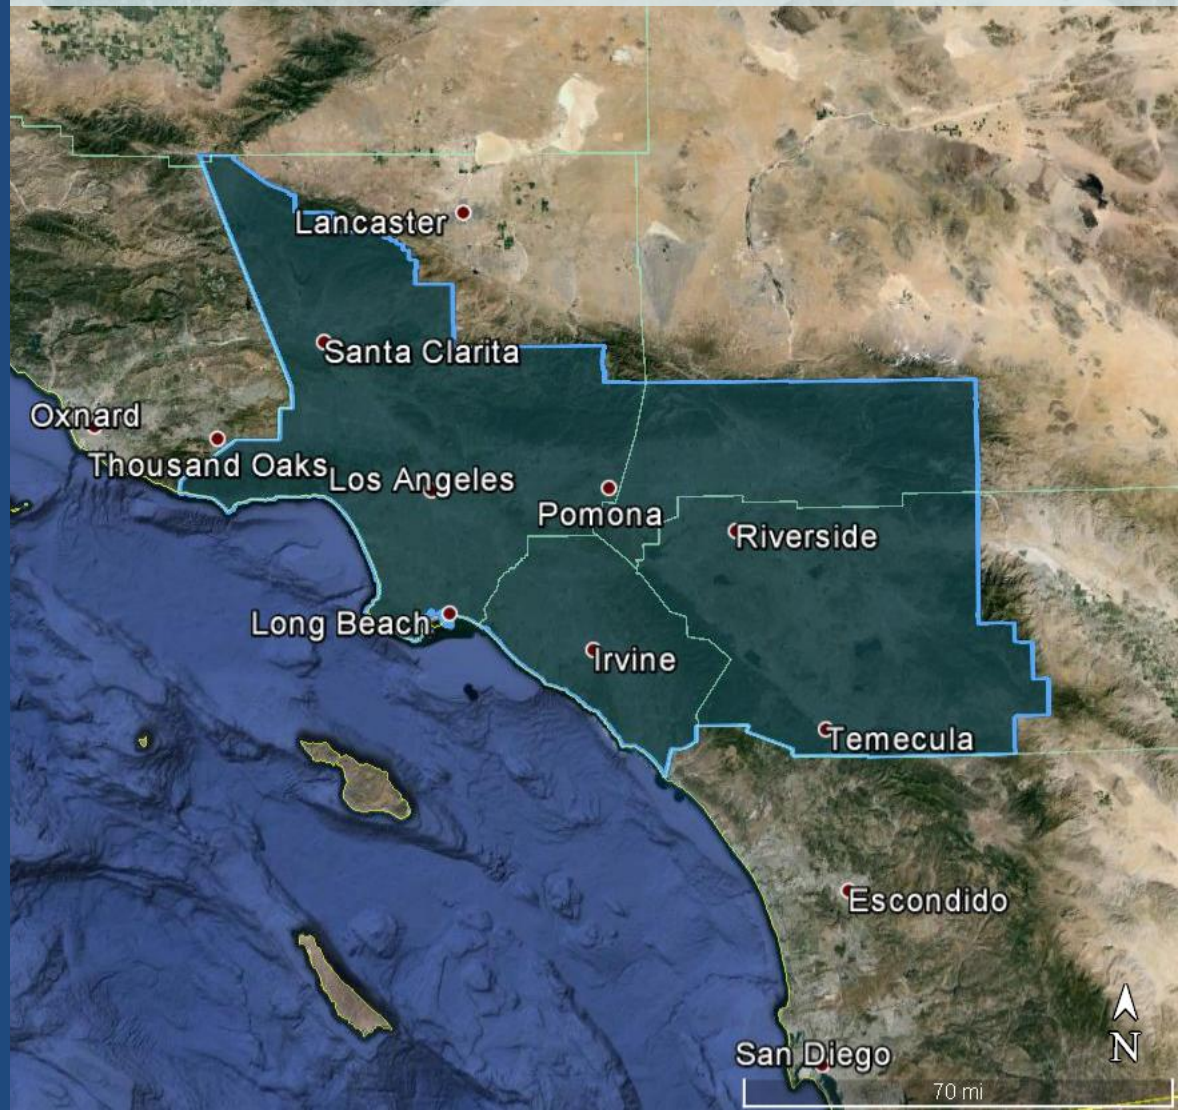 Lancaster
Santa Clarita
Oxnard
Thousand Oaks
Los Angeles
Pomona
Riverside
Long Beach
Irvine
Temecula
Escondido
N
San Diego
70 mi